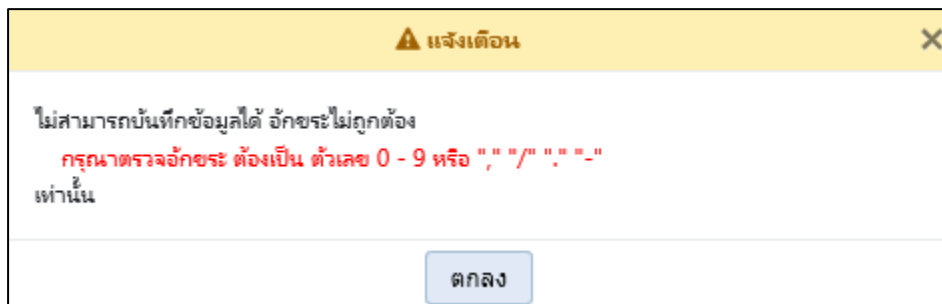 แจ้งเตือน
ไม่สามารถบันทึกข้อมูลได้ อักขระไม่ถูกต้อง
กรุณาตรวจอักขระ ต้องเป็น ตัวเลข 0 - 9 หรือ "," "/" "." "-"
เท่านั้น
ตกลง